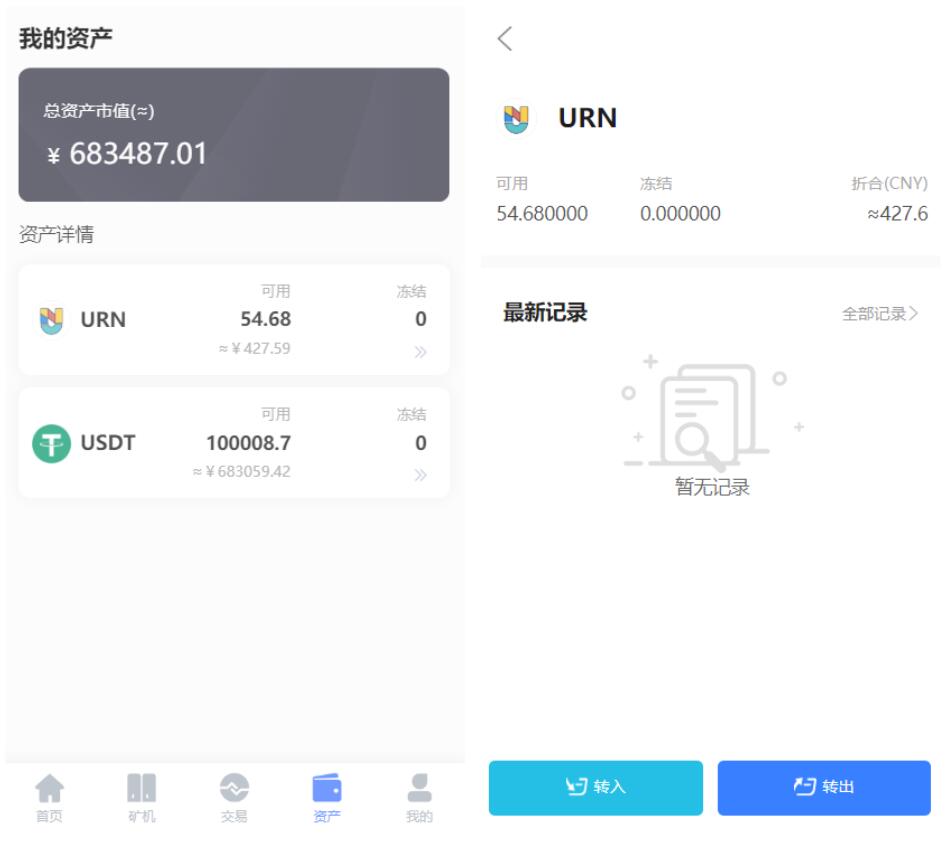 我的资产
总资产市值(≈)
￥ 683487.01
资产详情
可用 冻结
URN 54.68 0
≈￥427.59
可用 冻结
USDT 100008.7 0
≈￥683059.42
首页 矿机 交易 资产 我的
URN
可用 冻结 折合(CNY)
54.680000 0.000000 ≈427.6
最新记录 全部记录
暂无记录
转入 转出